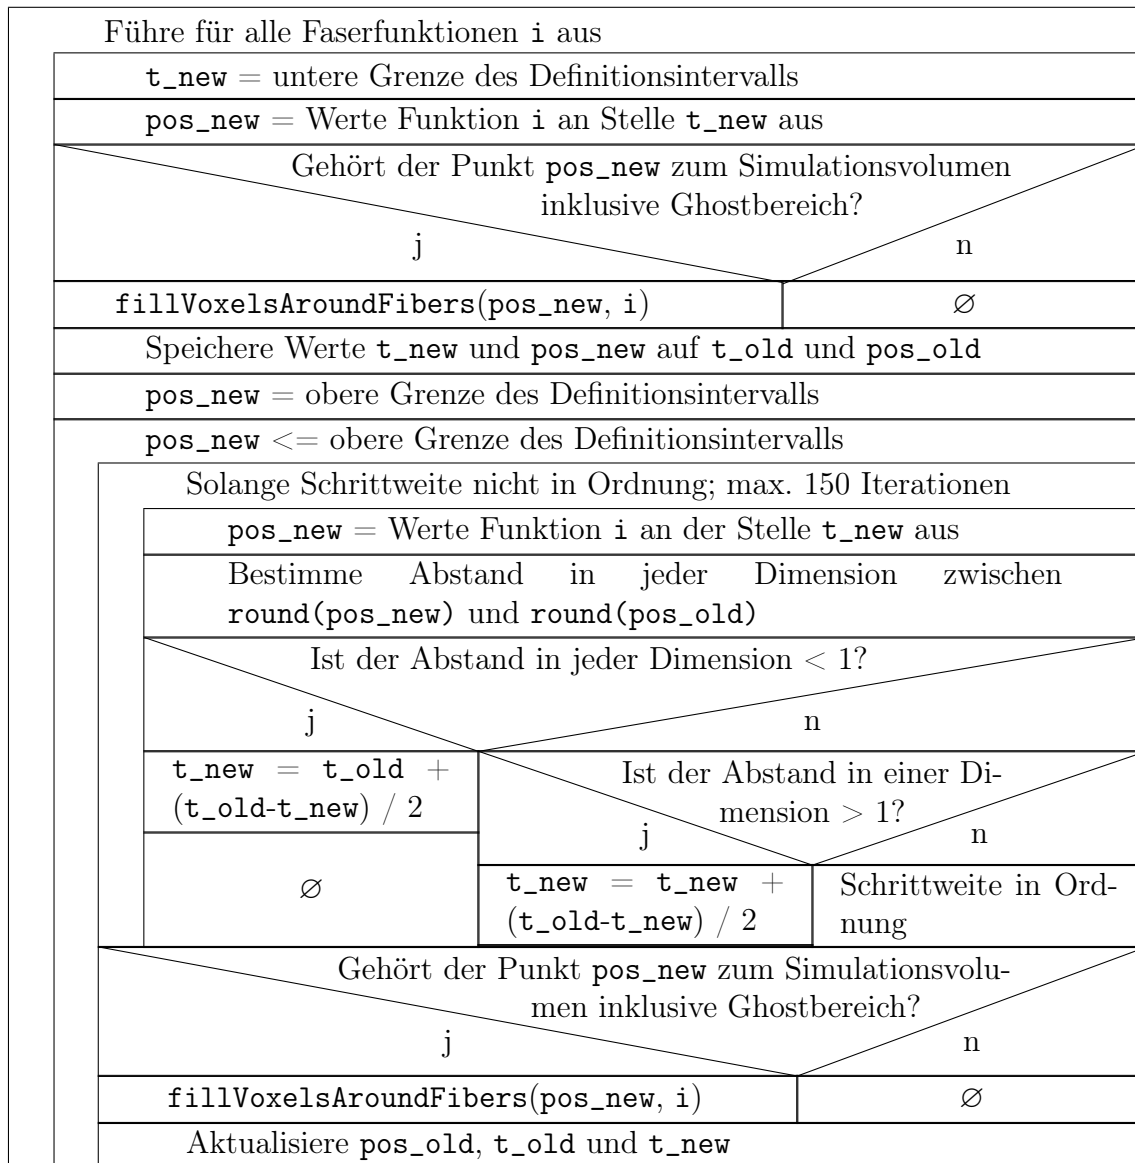 Führe für alle Faserfunktionen i aus
t_new = untere Grenze des Definitionsintervalls
pos_new = Werte Funktion i an Stelle t_new aus
Gehört der Punkt pos_new zum Simulationsvolumen
inklusive Ghostbereich?
j
n
fillVoxelsAroundFibers(pos_new, i)
∅
Speichere Werte t_new und pos_new auf t_old und pos_old
pos_new = obere Grenze des Definitionsintervalls
pos_new <= obere Grenze des Definitionsintervalls
Solange Schrittweite nicht in Ordnung; max. 150 Iterationen
pos_new = Werte Funktion i an der Stelle t_new aus
Bestimme Abstand in jeder Dimension zwischen
round(pos_new) und round(pos_old)
Ist der Abstand in jeder Dimension < 1?
j
n
t_new = t_old +
(t_old-t_new) / 2
∅
Ist der Abstand in einer Di-
mension > 1?
j
n
t_new = t_new +
(t_old-t_new) / 2
Schrittweite in Ord-
nung
Gehört der Punkt pos_new zum Simulationsvolu-
men inklusive Ghostbereich?
j
n
fillVoxelsAroundFibers(pos_new, i)
∅
Aktualisiere pos_old, t_old und t_new